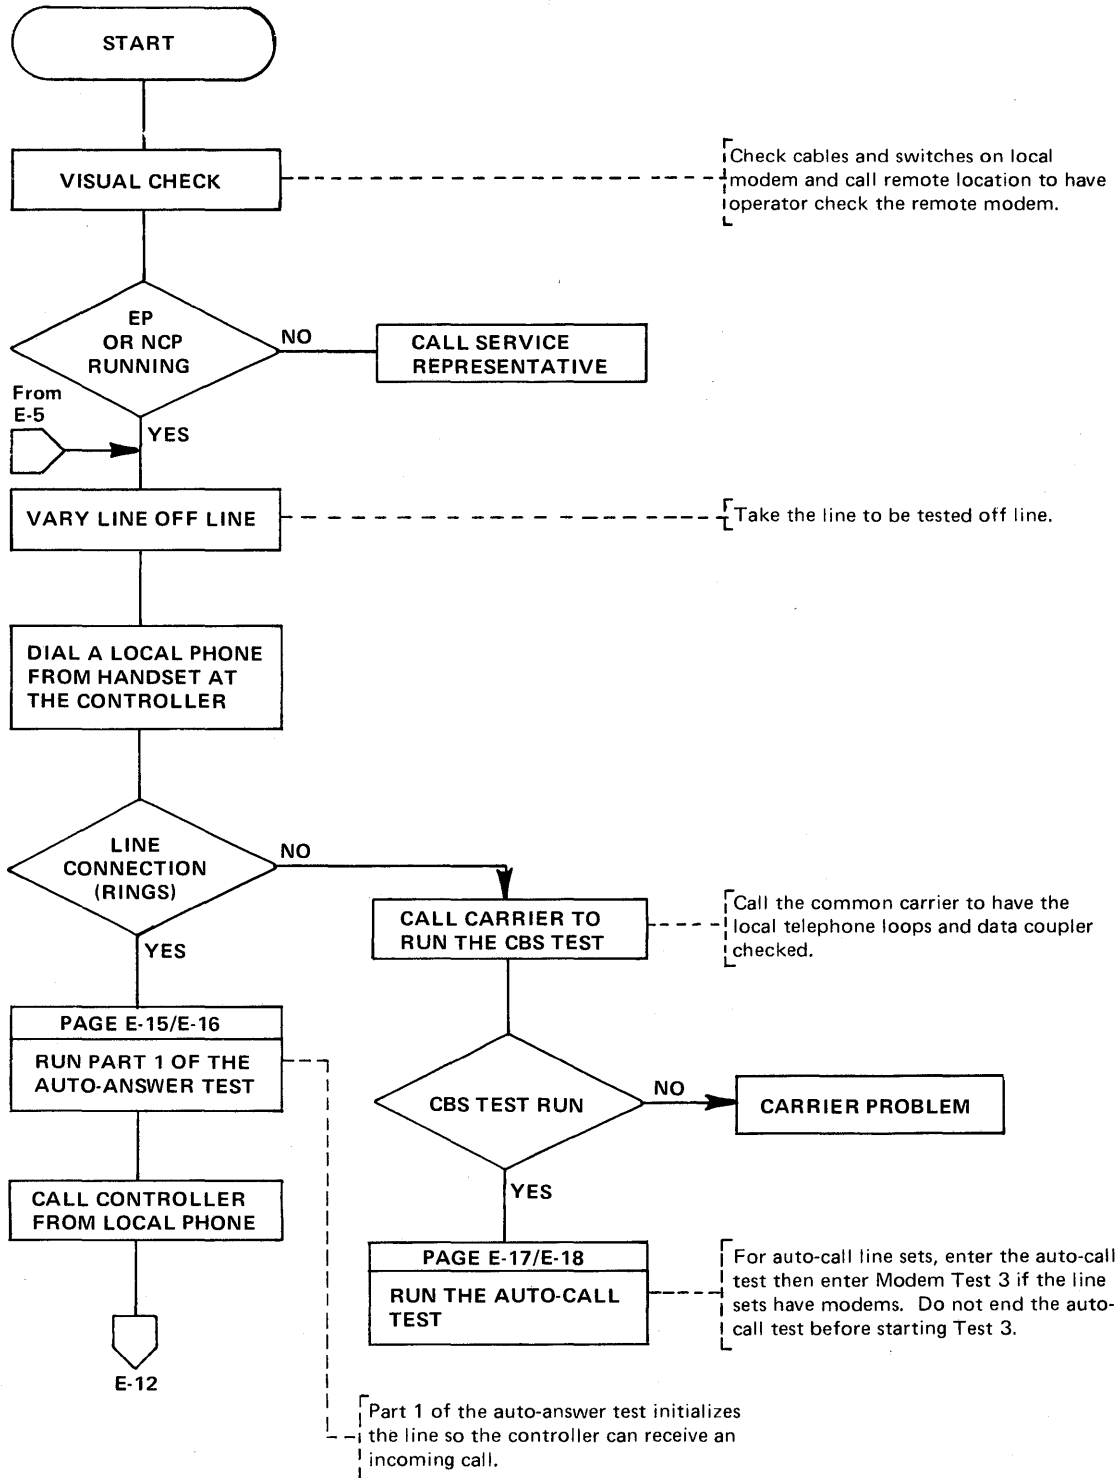 START
VISUAL CHECK
Check cables and switches on local
modem and call remote location to have
operator check the remote modem.
EP
OR NCP
RUNNING
NO
CALL SERVICE
REPRESENTATIVE
From
E-5
YES
VARY LINE OFF LINE
Take the line to be tested off line.
DIAL A LOCAL PHONE
FROM HANDSET AT
THE CONTROLLER
LINE
CONNECTION
(RINGS)
NO
CALL CARRIER TO
RUN THE CBS TEST
Call the common carrier to have the
local telephone loops and data coupler
checked.
YES
PAGE E-15/E-16
RUN PART 1 OF THE
AUTO-ANSWER TEST
CBS TEST RUN
NO
CARRIER PROBLEM
YES
CALL CONTROLLER
FROM LOCAL PHONE
PAGE E-17/E-18
RUN THE AUTO-CALL
TEST
For auto-call line sets, enter the auto-call
test then enter Modem Test 3 if the line
sets have modems. Do not end the auto-
call test before starting Test 3.
E-12
Part 1 of the auto-answer test initializes
the line so the controller can receive an
incoming call.